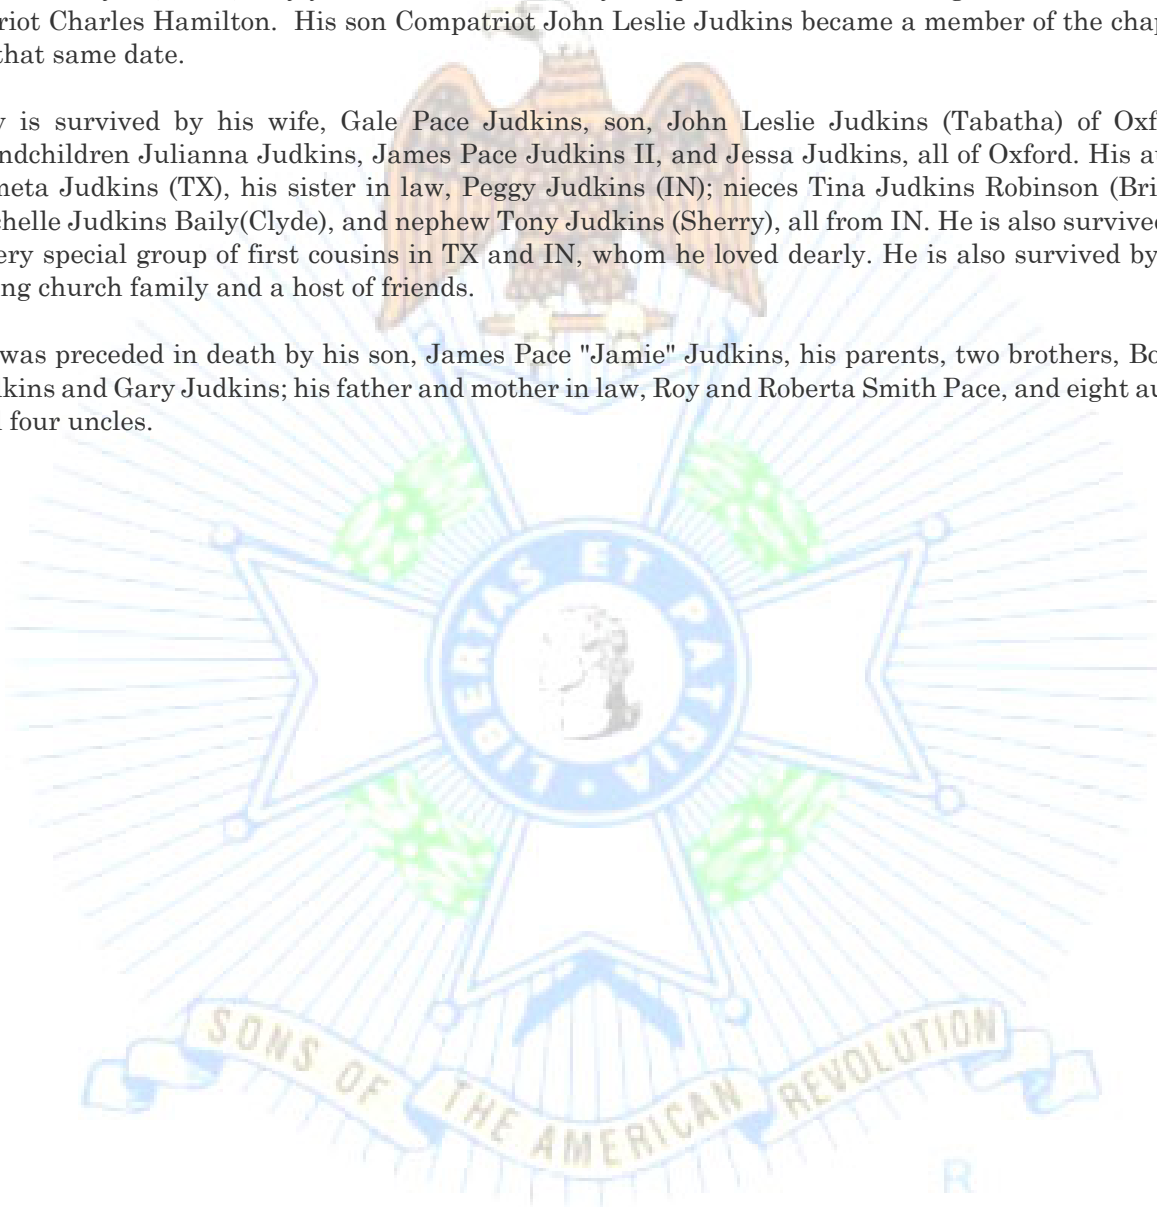 riot Charles Hamilton. His son Compatriot John Leslie Judkins became a member of the chap
that same date.
y is survived by his wife, Gale Pace Judkins, son, John Leslie Judkins (Tabatha) of Oxf
ndchildren Julianna Judkins, James Pace Judkins II, and Jessa Judkins, all of Oxford. His au
neta Judkins (TX), his sister in law, Peggy Judkins (IN); nieces Tina Judkins Robinson (Bri
chelle Judkins Baily(Clyde), and nephew Tony Judkins (Sherry), all from IN. He is also survived
ery special group of first cousins in TX and IN, whom he loved dearly. He is also survived by
ng church family and a host of friends.
was preceded in death by his son, James Pace "Jamie" Judkins, his parents, two brothers, Bo
lkins and Gary Judkins; his father and mother in law, Roy and Roberta Smith Pace, and eight au
four uncles.
LIBERTAS ET PATRIA
SONS OF THE AMERICAN REVOLUTION
R